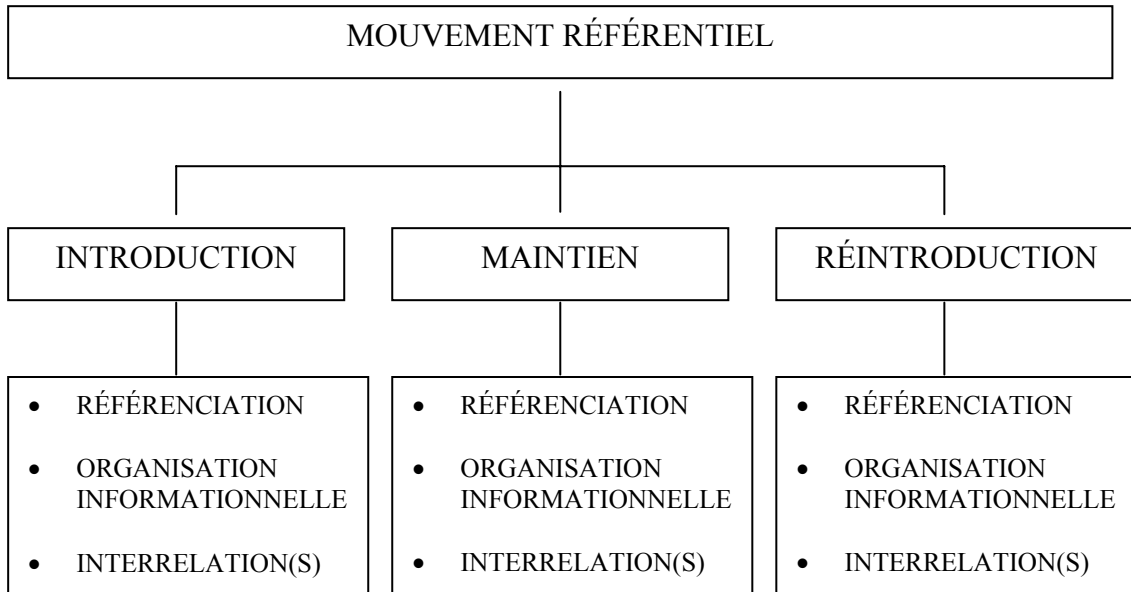 MOUVEMENT RÉFÉRENTIEL
INTRODUCTION
MAINTIEN
RÉINTRODUCTION
• RÉFÉRENCIATION
• ORGANISATION
INFORMATIONNELLE
• INTERRELATION(S)
• RÉFÉRENCIATION
• ORGANISATION
INFORMATIONNELLE
• INTERRELATION(S)
• RÉFÉRENCIATION
• ORGANISATION
INFORMATIONNELLE
• INTERRELATION(S)